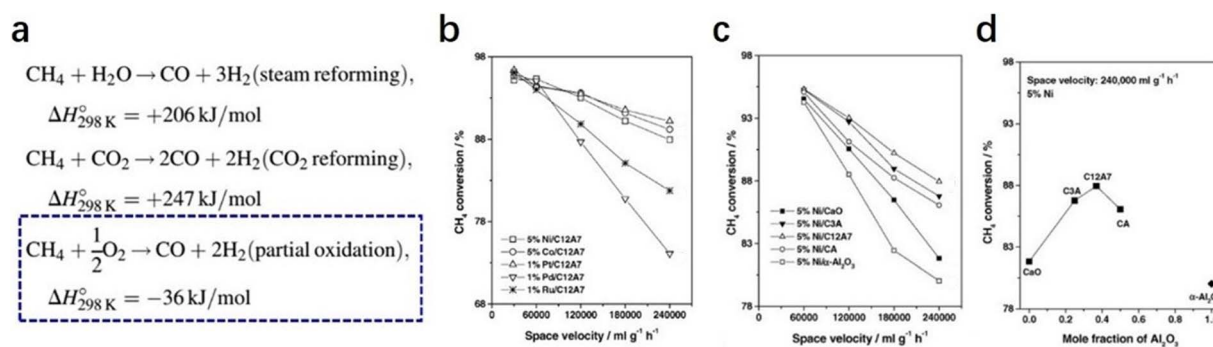 a
CH₄ + H₂O → CO + 3H₂(steam reforming),
ΔH°₂₉₈ K = +206 kJ/mol
CH₄ + CO₂ → 2CO + 2H₂(CO₂ reforming),
ΔH°₂₉₈ K = +247 kJ/mol
CH₄ + 1/2 O₂ → CO + 2H₂(partial oxidation),
ΔH°₂₉₈ K = −36 kJ/mol
b
CH₄ conversion / %
98
88
78
68
5% Ni/C12A7
5% Co/C12A7
1% Pt/C12A7
1% Pd/C12A7
1% Ru/C12A7
0 60000 120000 180000 240000
Space velocity / ml g⁻¹ h⁻¹
c
CH₄ conversion / %
98
93
88
83
78
5% Ni/CaO
5% Ni/C3A
5% Ni/C12A7
5% Ni/CA
5% Ni/α-Al₂O₃
0 60000 120000 180000 240000
Space velocity / ml g⁻¹ h⁻¹
d
Space velocity: 240,000 ml g⁻¹ h⁻¹
5% Ni
CH₄ conversion / %
98
93
88
83
78
CaO
C3A
C12A7
CA
α-Al₂O
0.0 0.2 0.4 0.6 0.8 1.
Mole fraction of Al₂O₃